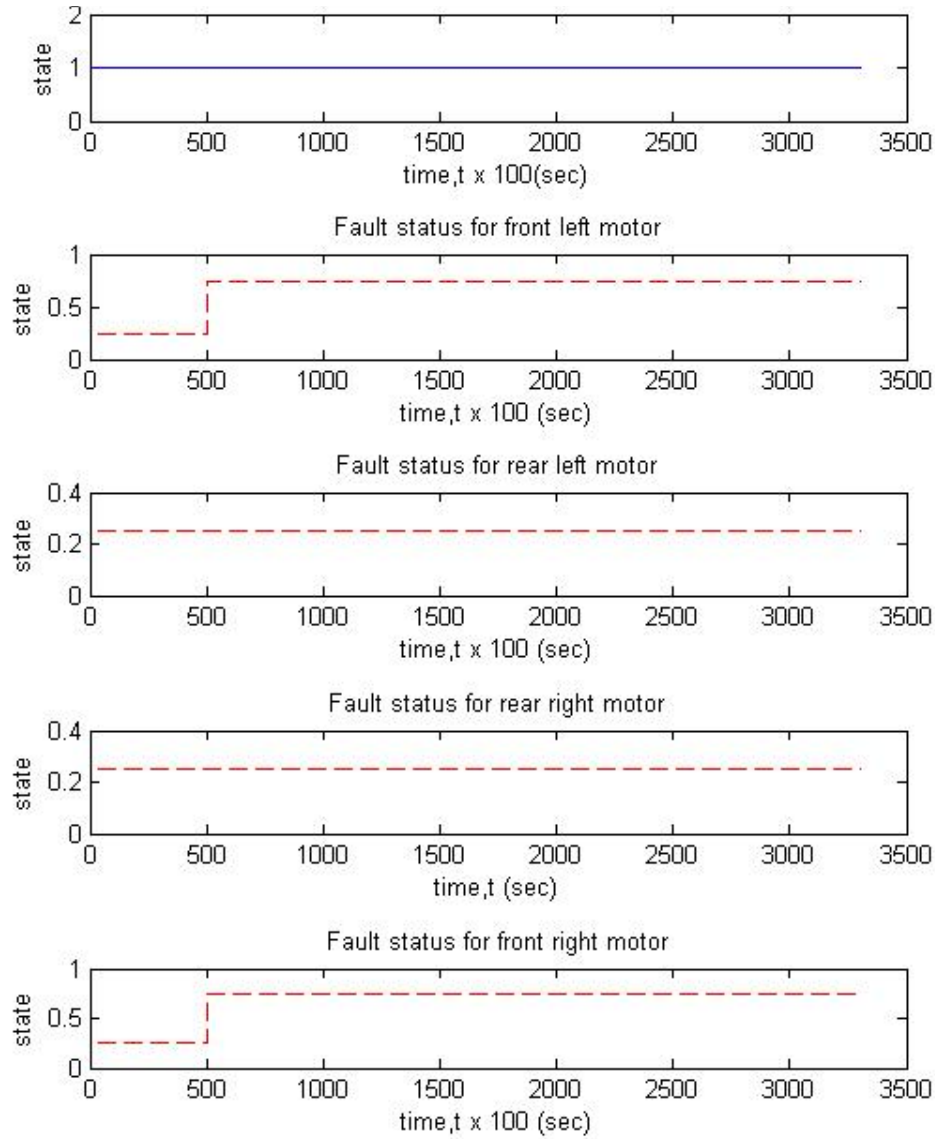 2
1
0
state
0 500 1000 1500 2000 2500 3000 3500
time,t x 100(sec)
Fault status for front left motor
1
0.5
0
state
0 500 1000 1500 2000 2500 3000 3500
time,t x 100 (sec)
Fault status for rear left motor
0.4
0.2
0
state
0 500 1000 1500 2000 2500 3000 3500
time,t x 100 (sec)
Fault status for rear right motor
0.4
0.2
0
state
0 500 1000 1500 2000 2500 3000 3500
time,t (sec)
Fault status for front right motor
1
0.5
0
state
0 500 1000 1500 2000 2500 3000 3500
time,t x 100 (sec)